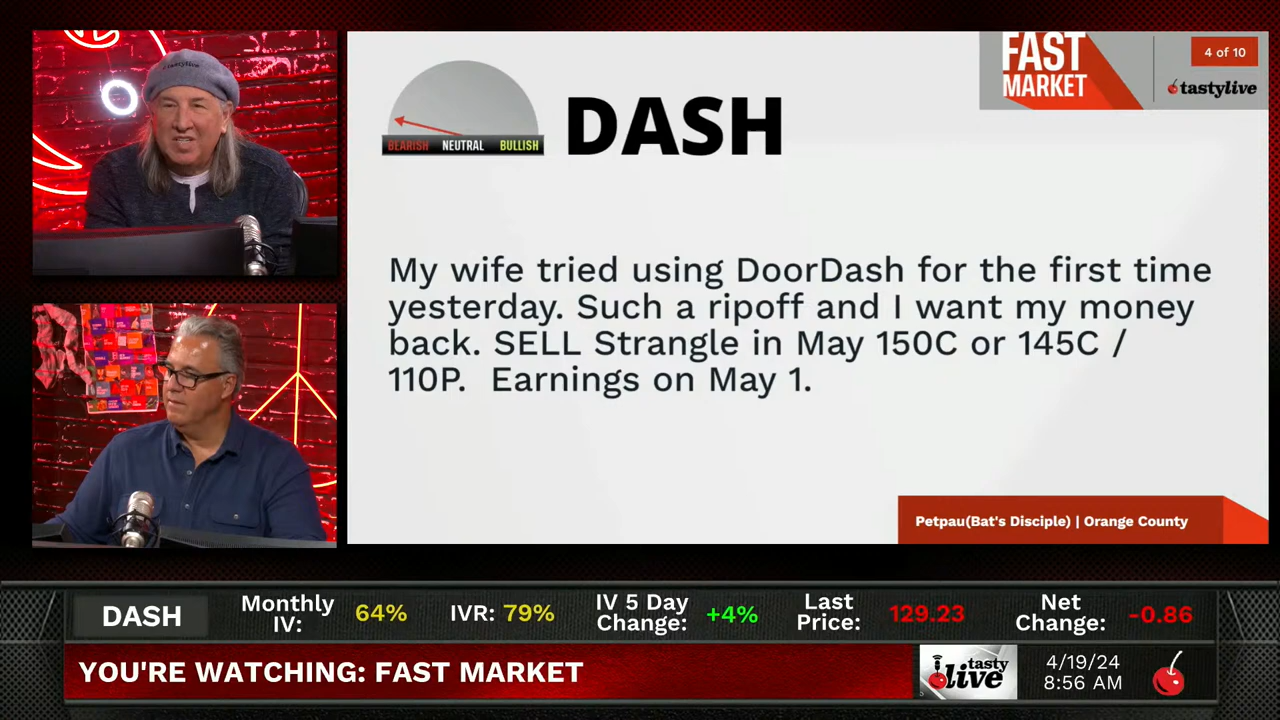 tastylive
FAST
MARKET
4 of 10
tastylive
BEARISH NEUTRAL BULLISH
DASH
My wife tried using DoorDash for the first time
yesterday. Such a ripoff and I want my money
back. SELL Strangle in May 150C or 145C /
110P. Earnings on May 1.
Petpau(Bat's Disciple) | Orange County
DASH
Monthly
IV:
64%
IVR: 79%
IV 5 Day
Change:
+4%
Last
Price:
129.23
Net
Change:
-0.86
YOU'RE WATCHING: FAST MARKET
tasty
live
4/19/24
8:56 AM